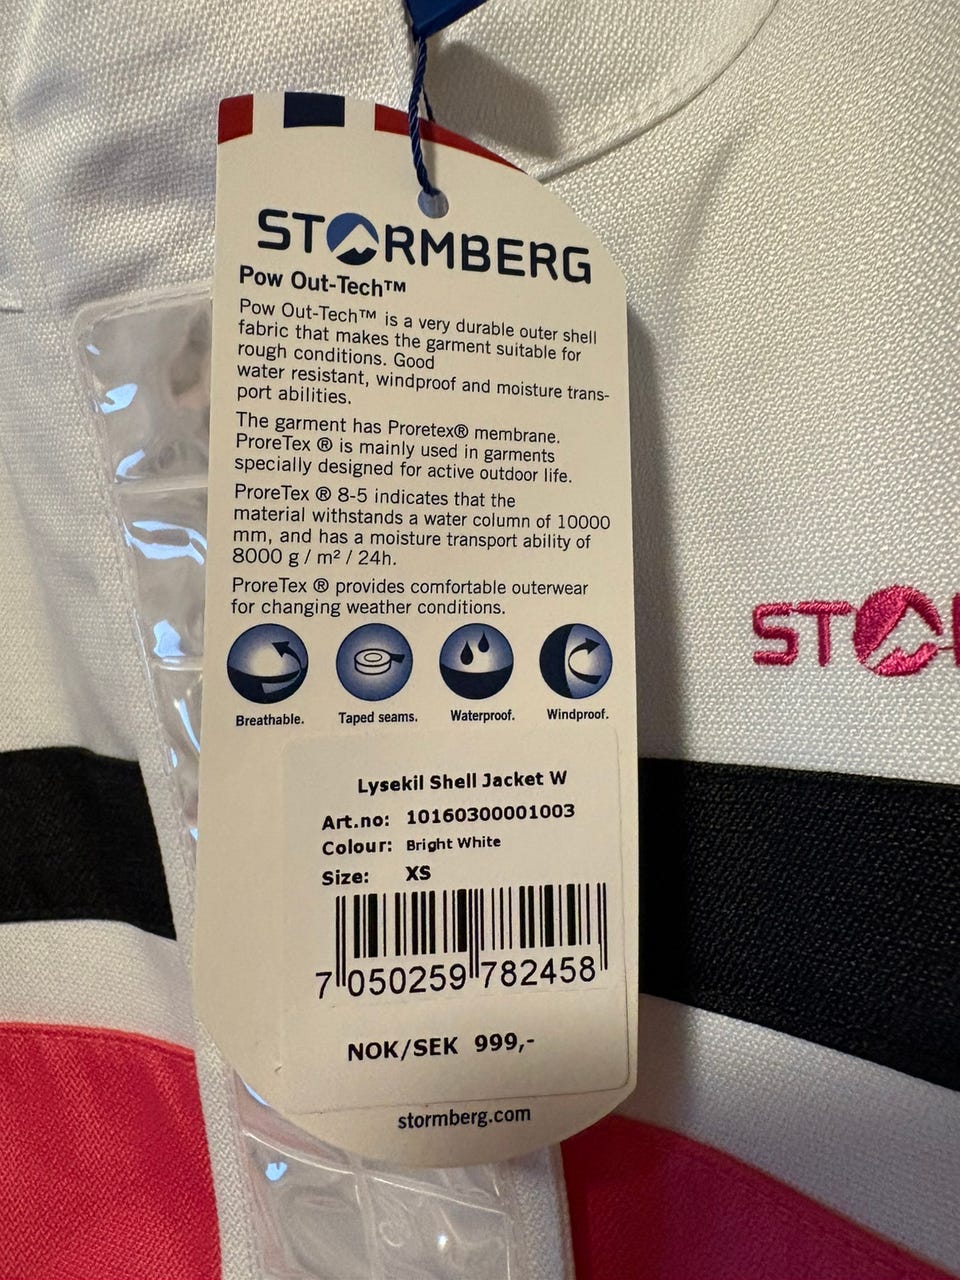 STORMBERG
Pow Out-Tech™
Pow Out-Tech™ is a very durable outer shell
fabric that makes the garment suitable for
rough conditions. Good
water resistant, windproof and moisture trans-
port abilities.
The garment has Proretex® membrane.
ProreTex ® is mainly used in garments
specially designed for active outdoor life.
ProreTex ® 8-5 indicates that the
material withstands a water column of 10000
mm, and has a moisture transport ability of
8000 g / m² / 24h.
ProreTex ® provides comfortable outerwear
for changing weather conditions.
Breathable. Taped seams. Waterproof. Windproof.
STO
Lysekil Shell Jacket W
Art.no: 10160300001003
Colour: Bright White
Size: XS
7 050259 782458
NOK/SEK 999,-
stormberg.com